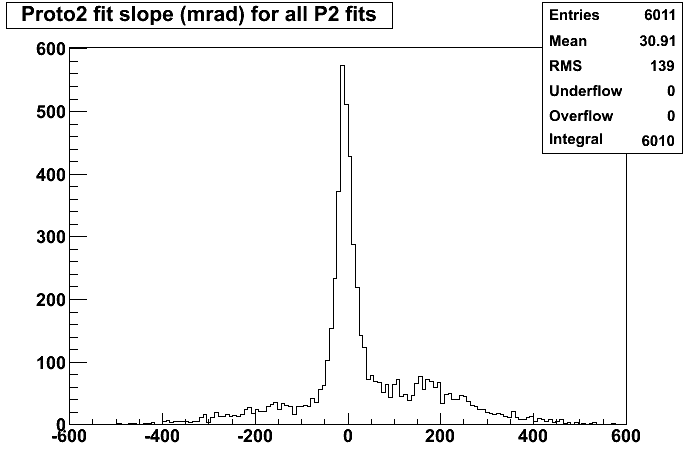 Proto2 fit slope (mrad) for all P2 fits
Entries 6011
Mean 30.91
RMS 139
Underflow 0
Overflow 0
Integral 6010
600
500
400
300
200
100
0
-600 -400 -200 0 200 400 600